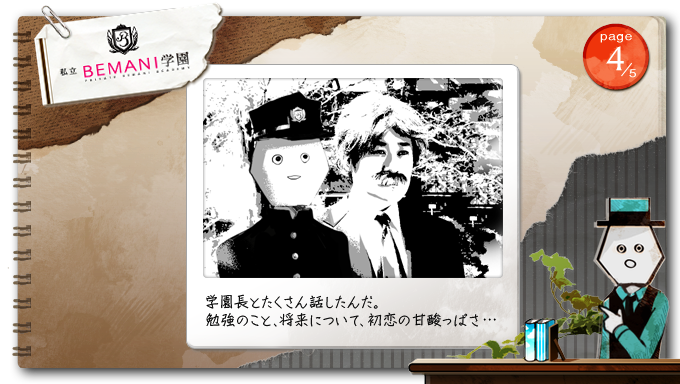 私立 BEMANI学園
PRIVATE BEMANI ACADEMY
page
4/5
学園長とたくさん話したんだ。
勉強のこと、将来について、初恋の甘酸っぱさ…